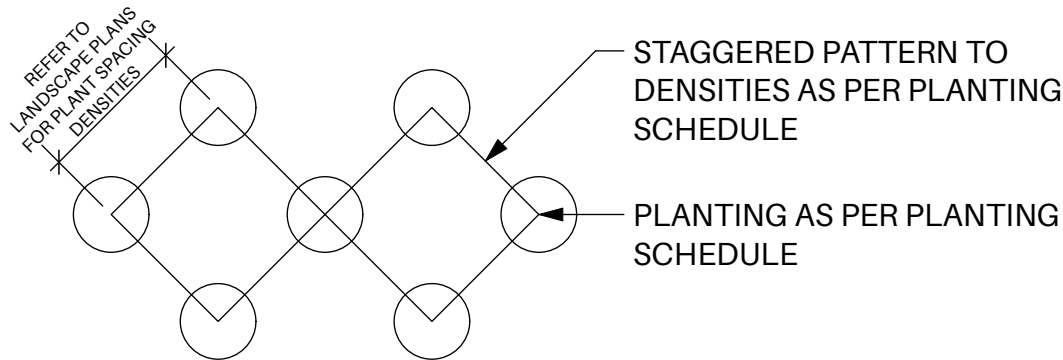 REFER TO
LANDSCAPE PLANS
FOR PLANT SPACING
DENSITIES
STAGGERED PATTERN TO
DENSITIES AS PER PLANTING
SCHEDULE
PLANTING AS PER PLANTING
SCHEDULE